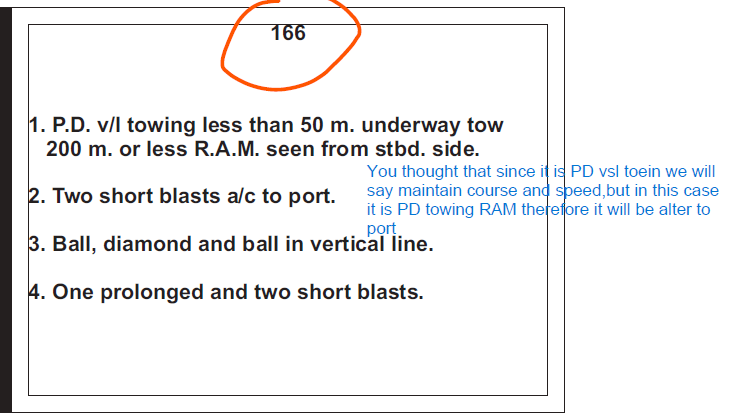 166
1. P.D. v/l towing less than 50 m. underway tow
200 m. or less R.A.M. seen from stbd. side.
You thought that since it is PD vsl toein we will
say maintain course and speed,but in this case
it is PD towing RAM therefore it will be alter to
port
2. Two short blasts a/c to port.
3. Ball, diamond and ball in vertical line.
4. One prolonged and two short blasts.